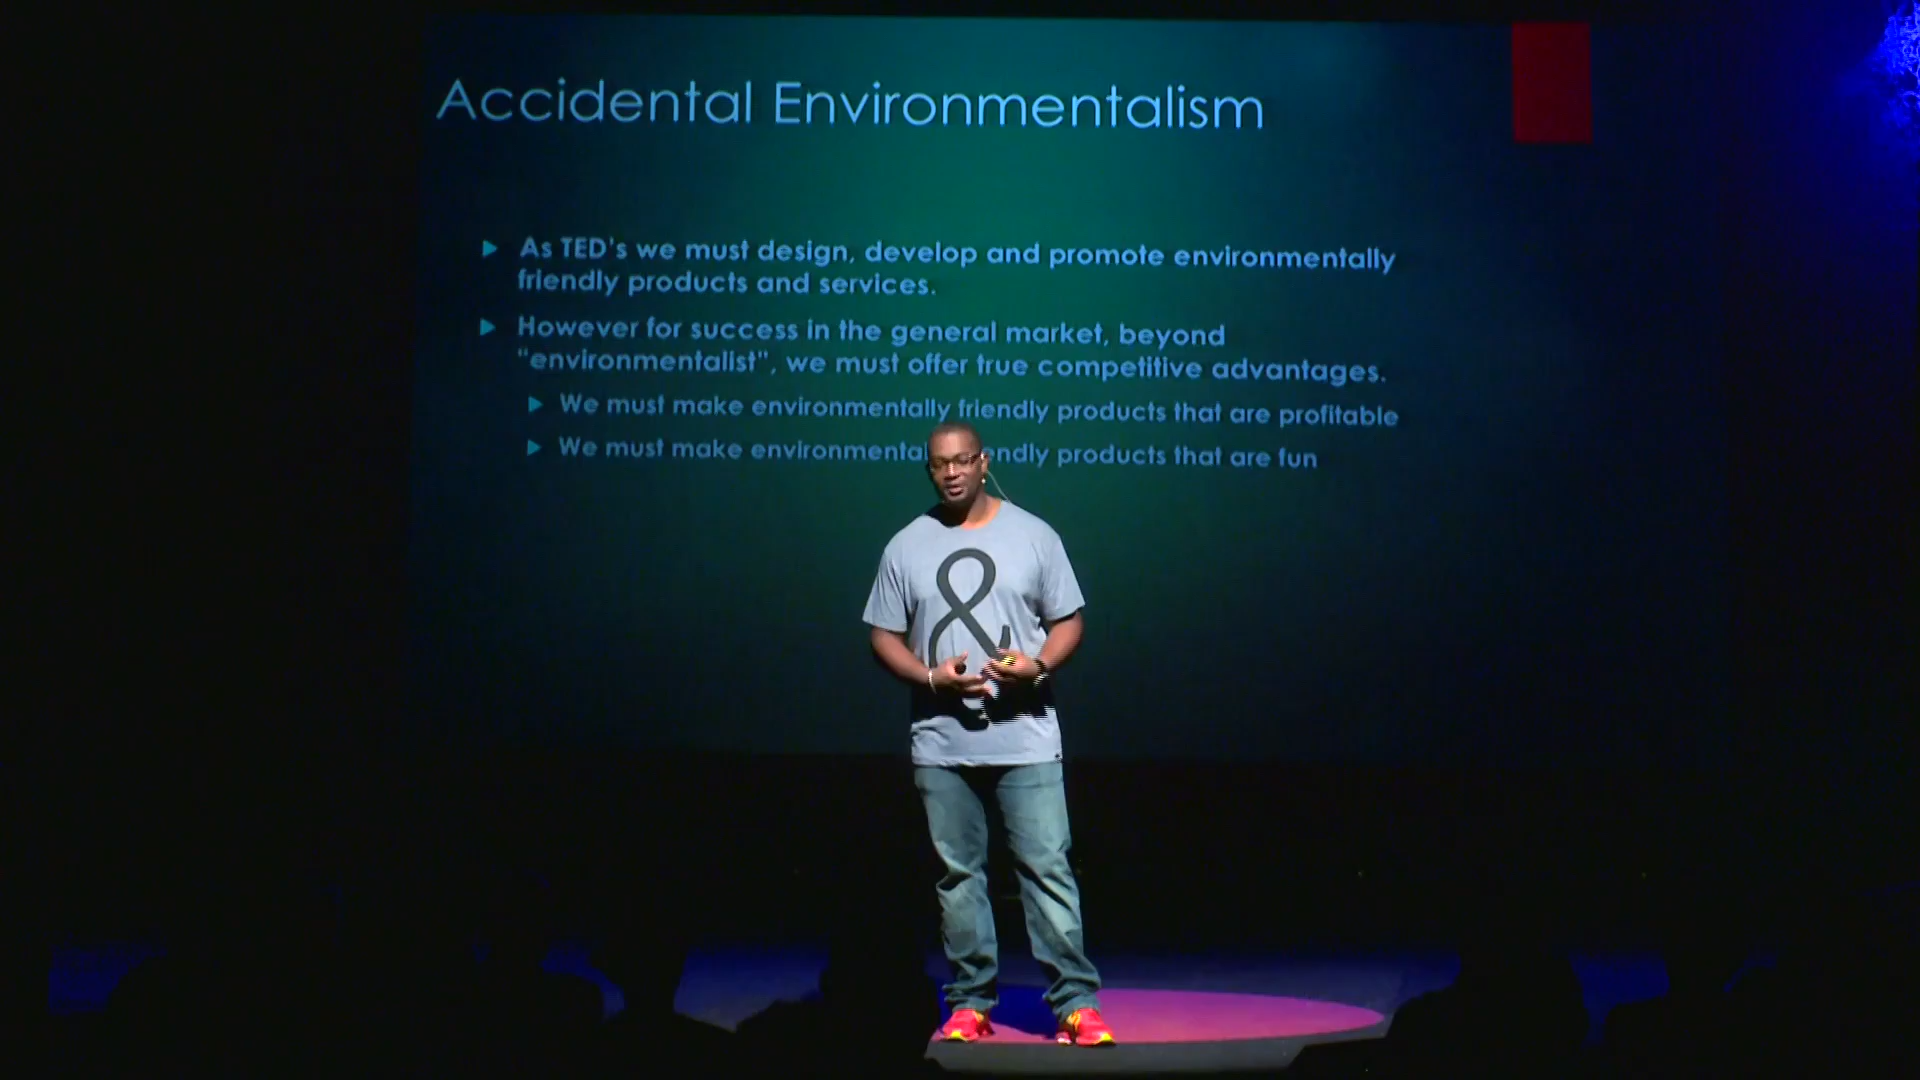 Accidental Environmentalism
As TED's we must design, develop and promote environmentally
friendly products and services.
However for success in the general market, beyond
"environmentalist", we must offer true competitive advantages.
We must make environmentally friendly products that are profitable
We must make environmenta endly products that are fun
&